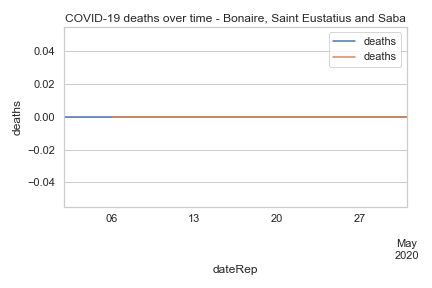 COVID-19 deaths over time - Bonaire, Saint Eustatius and Saba
deaths
deaths
0.04
0.02
0.00
−0.02
−0.04
deaths
06
13
20
27
May
2020
dateRep